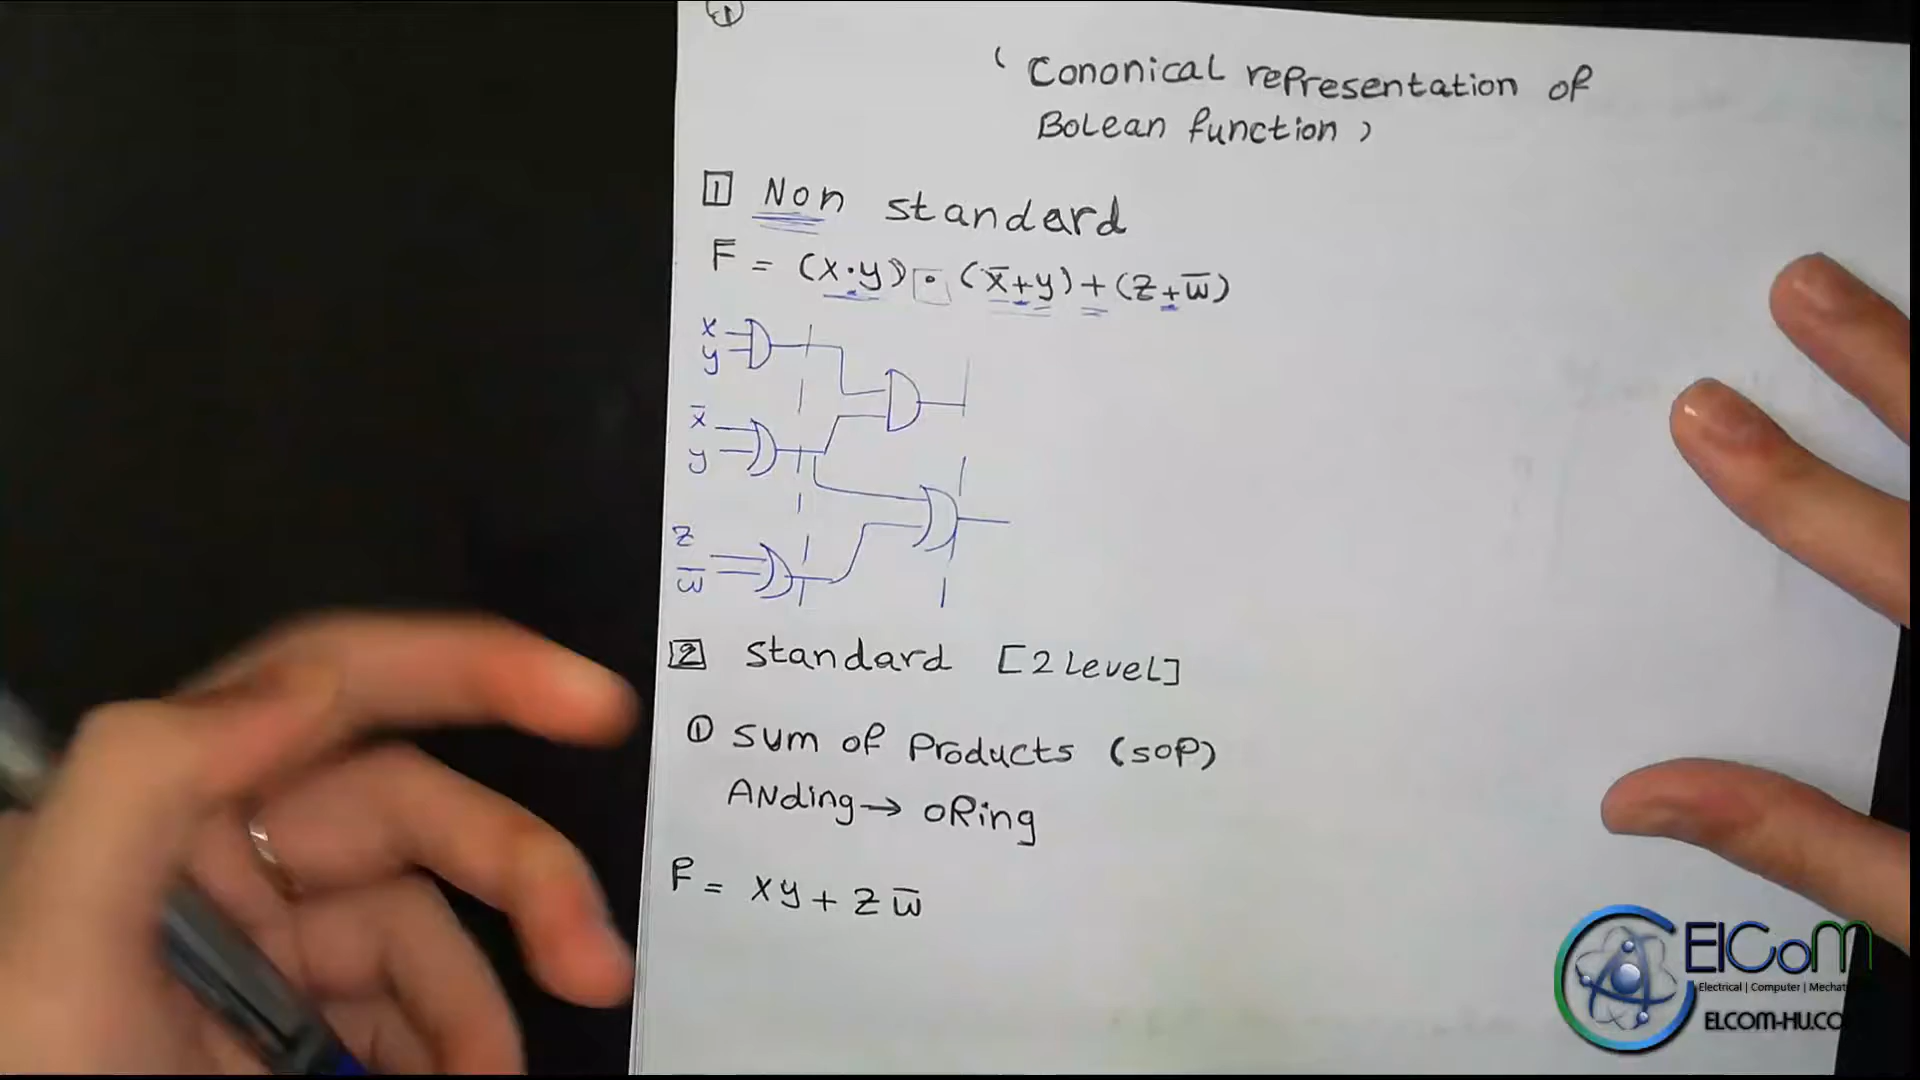 ①
( Cononical representation of
Bolean function )
1 Non standard
F = (x·y) · (x̅+y) + (z+w̅)
x
y
x̅
y
z
w̅
2 standard [2 Level]
① sum of Products (SOP)
ANding → oRing
F = xy + z w̅
ElCoM
Electrical | Computer | Mechat
ELCOM-HU.CO